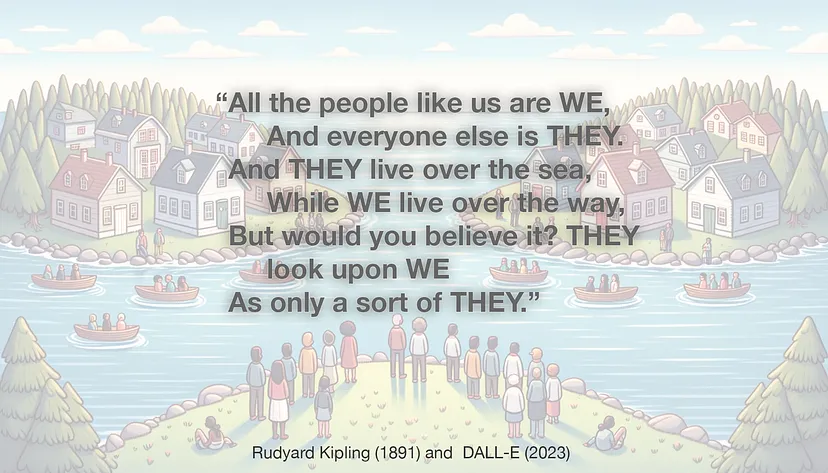 “All the people like us are WE,
And everyone else is THEY.
And THEY live over the sea,
While WE live over the way,
But would you believe it? THEY
look upon WE
As only a sort of THEY.”
Rudyard Kipling (1891) and DALL-E (2023)